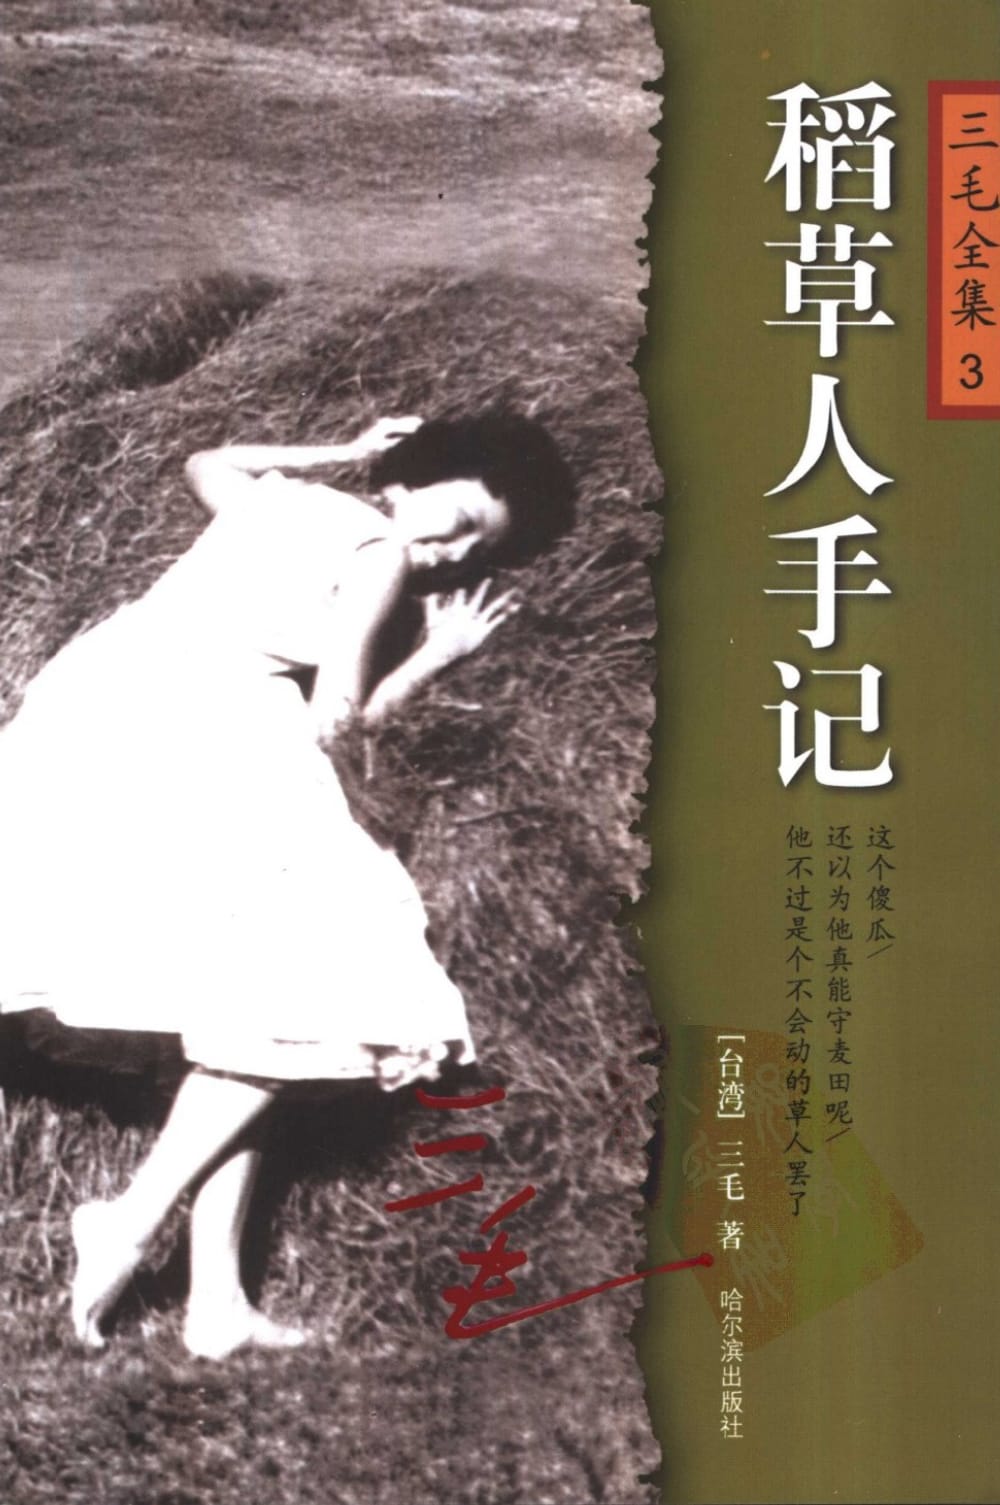 三毛全集 3
稻草人手记
这个傻瓜/
还以为他真能守麦田呢/
他不过是个不会动的草人罢了
[台湾] 三毛 著 哈尔滨出版社
三毛